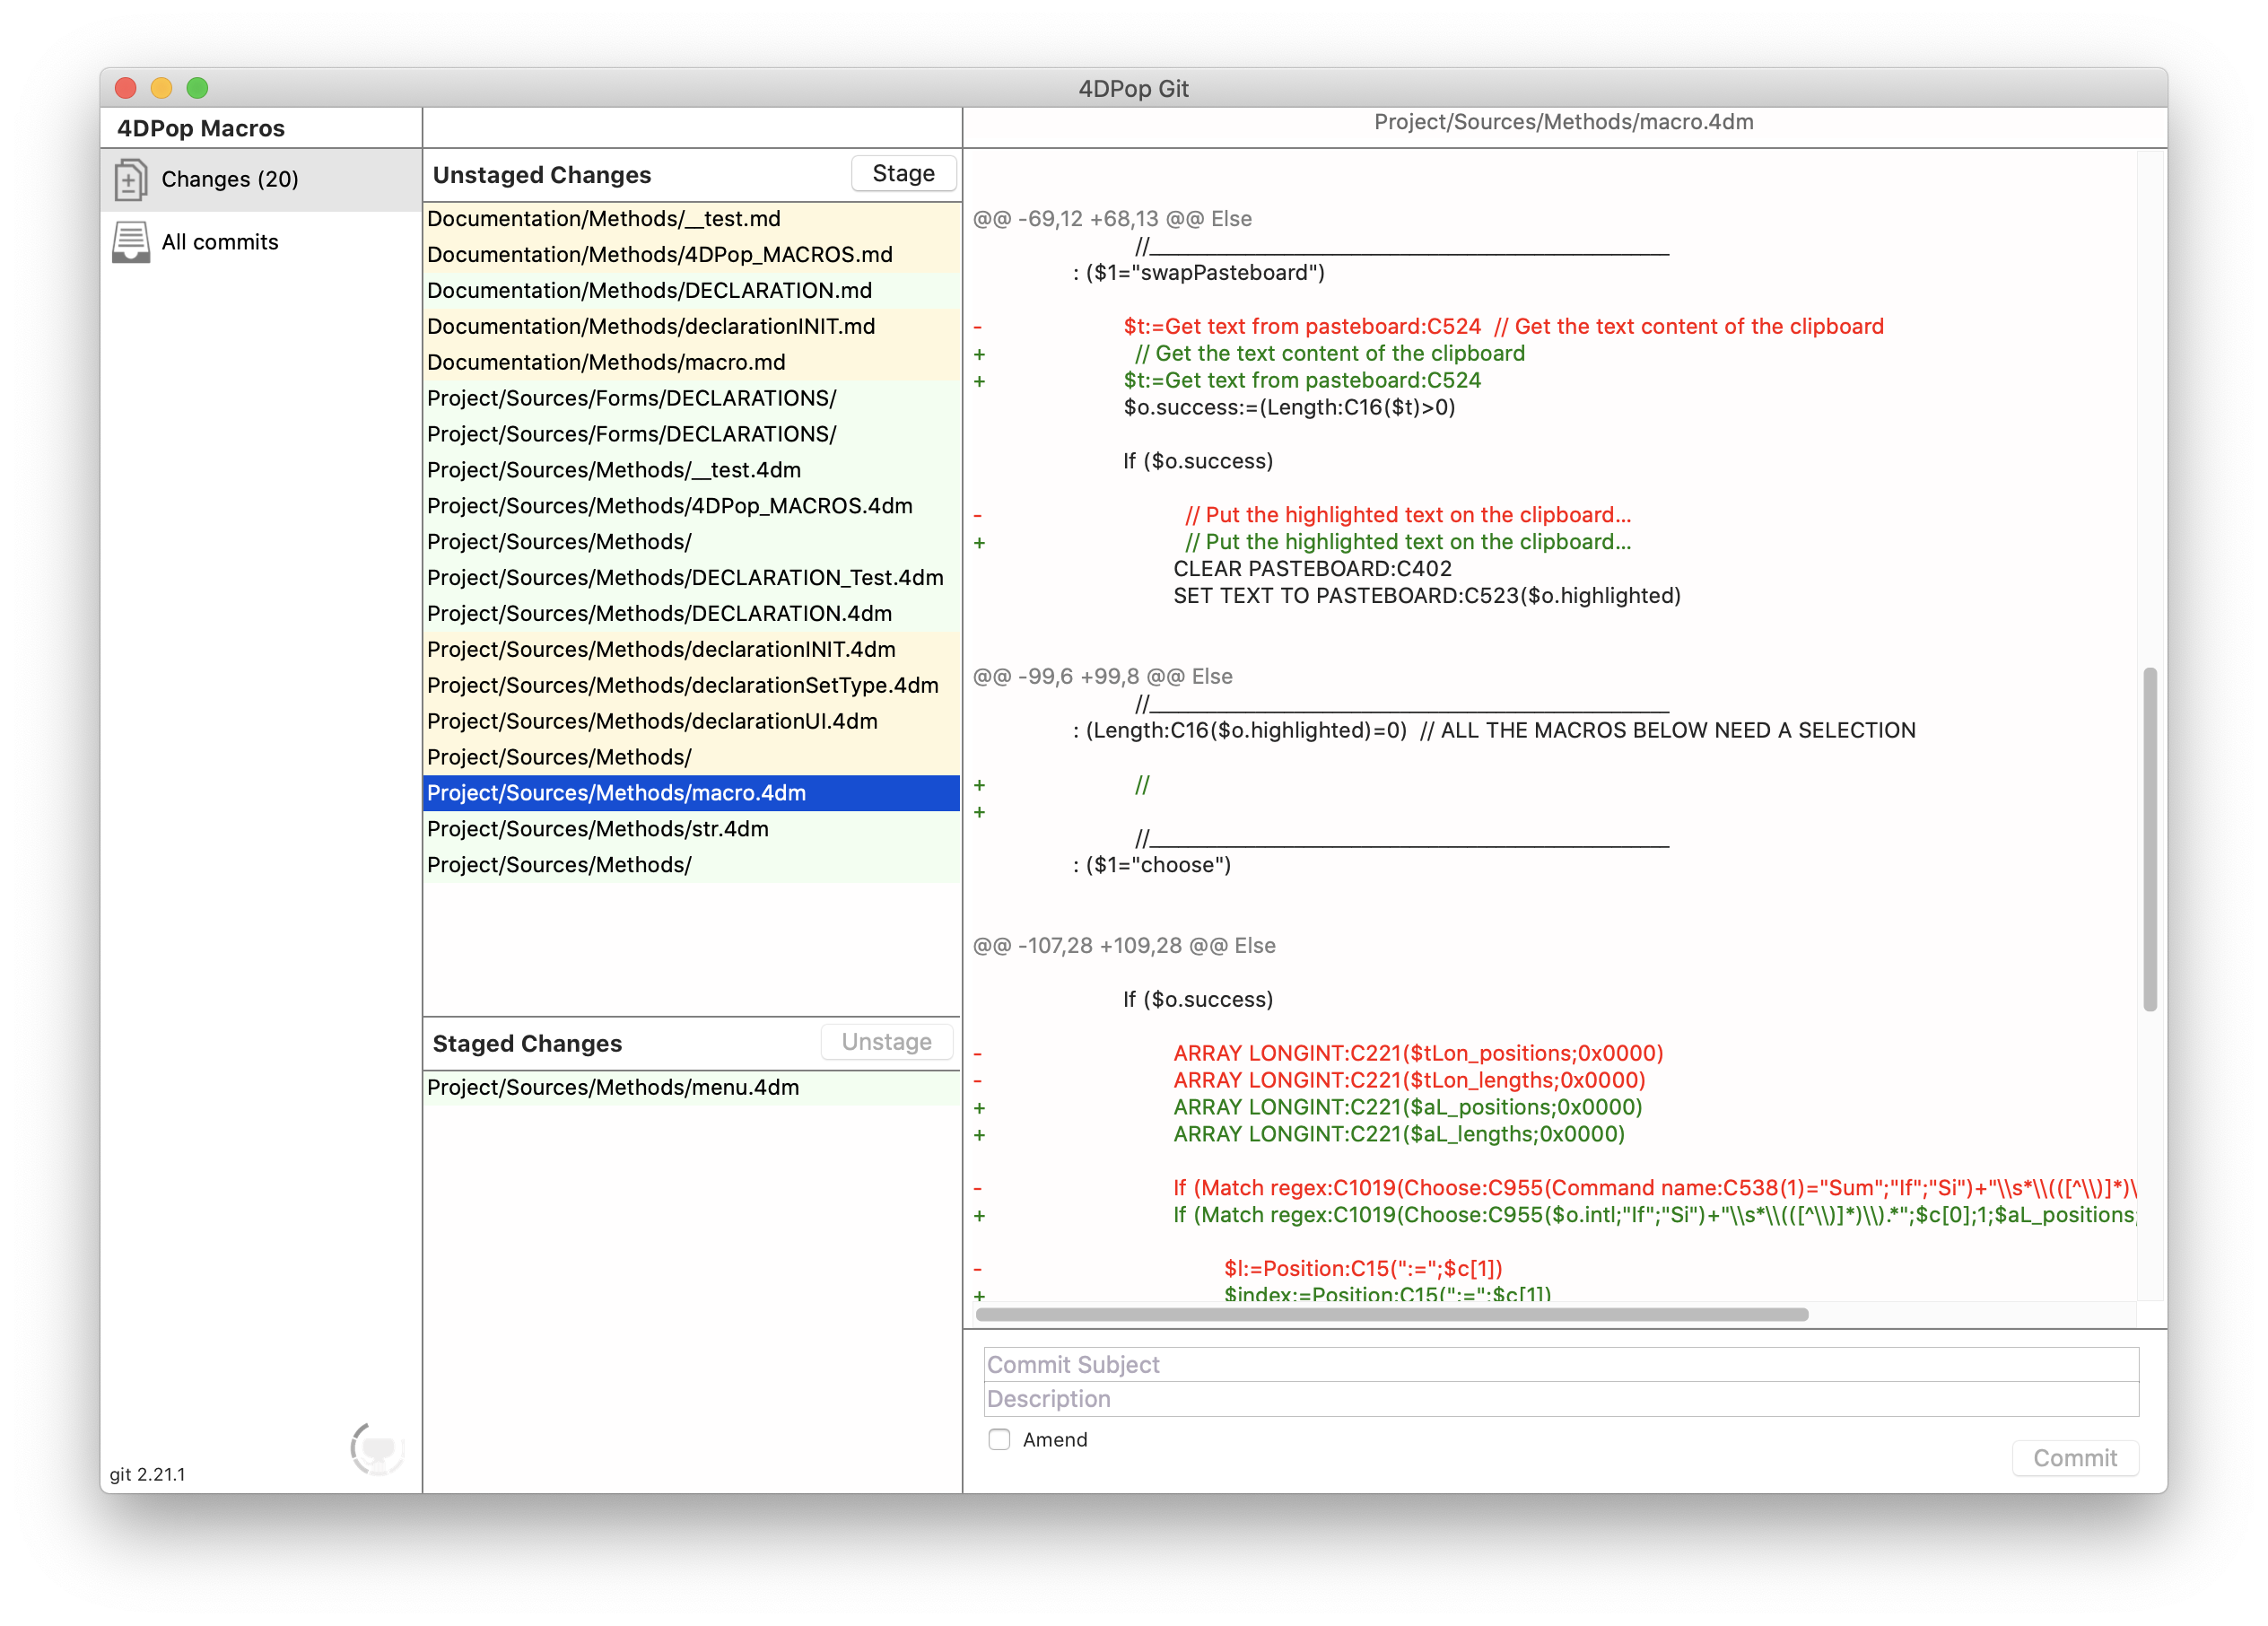 4DPop Git
4DPop Macros
Changes (20)
All commits
git 2.21.1
Unstaged Changes
Stage
Documentation/Methods/__test.md
Documentation/Methods/4DPop_MACROS.md
Documentation/Methods/DECLARATION.md
Documentation/Methods/declarationINIT.md
Documentation/Methods/macro.md
Project/Sources/Forms/DECLARATIONS/
Project/Sources/Forms/DECLARATIONS/
Project/Sources/Methods/__test.4dm
Project/Sources/Methods/4DPop_MACROS.4dm
Project/Sources/Methods/
Project/Sources/Methods/DECLARATION_Test.4dm
Project/Sources/Methods/DECLARATION.4dm
Project/Sources/Methods/declarationINIT.4dm
Project/Sources/Methods/declarationSetType.4dm
Project/Sources/Methods/declarationUI.4dm
Project/Sources/Methods/
Project/Sources/Methods/macro.4dm
Project/Sources/Methods/str.4dm
Project/Sources/Methods/
Staged Changes
Unstage
Project/Sources/Methods/menu.4dm
Project/Sources/Methods/macro.4dm
@@ -69,12 +68,13 @@ Else
//______________________________________________________
: ($1="swapPasteboard")
- $t:=Get text from pasteboard:C524  // Get the text content of the clipboard
+ // Get the text content of the clipboard
+ $t:=Get text from pasteboard:C524
$o.success:=(Length:C16($t)>0)
If ($o.success)
- // Put the highlighted text on the clipboard…
+ // Put the highlighted text on the clipboard…
CLEAR PASTEBOARD:C402
SET TEXT TO PASTEBOARD:C523($o.highlighted)
@@ -99,6 +99,8 @@ Else
//______________________________________________________
: (Length:C16($o.highlighted)=0)  // ALL THE MACROS BELOW NEED A SELECTION
+ //
+
//______________________________________________________
: ($1="choose")
@@ -107,28 +109,28 @@ Else
If ($o.success)
- ARRAY LONGINT:C221($tLon_positions;0x0000)
- ARRAY LONGINT:C221($tLon_lengths;0x0000)
+ ARRAY LONGINT:C221($aL_positions;0x0000)
+ ARRAY LONGINT:C221($aL_lengths;0x0000)
- If (Match regex:C1019(Choose:C955(Command name:C538(1)="Sum";"If";"Si")+"\\s*\\(([^\\)]*)\
+ If (Match regex:C1019(Choose:C955($o.intl;"If";"Si")+"\\s*\\(([^\\)]*)\\).*";$c[0];1;$aL_positions;
- $l:=Position:C15(":=";$c[1])
+ $index:=Position:C15(":=";$c[1])
Commit Subject
Description
Amend
Commit